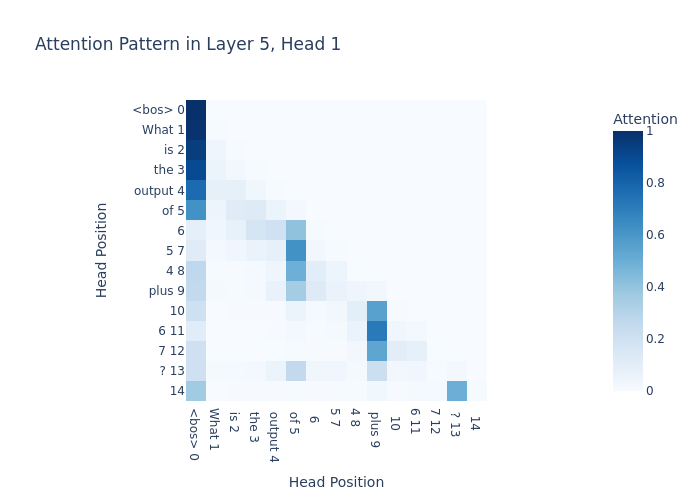 Attention Pattern in Layer 5, Head 1
Attention
1
0.8
0.6
0.4
0.2
0
Head Position
<bos> 0
What 1
is 2
the 3
output 4
of 5
6
5 7
4 8
plus 9
10
6 11
7 12
? 13
14
<bos> 0
What 1
is 2
the 3
output 4
of 5
6
5 7
4 8
plus 9
10
6 11
7 12
? 13
14
Head Position